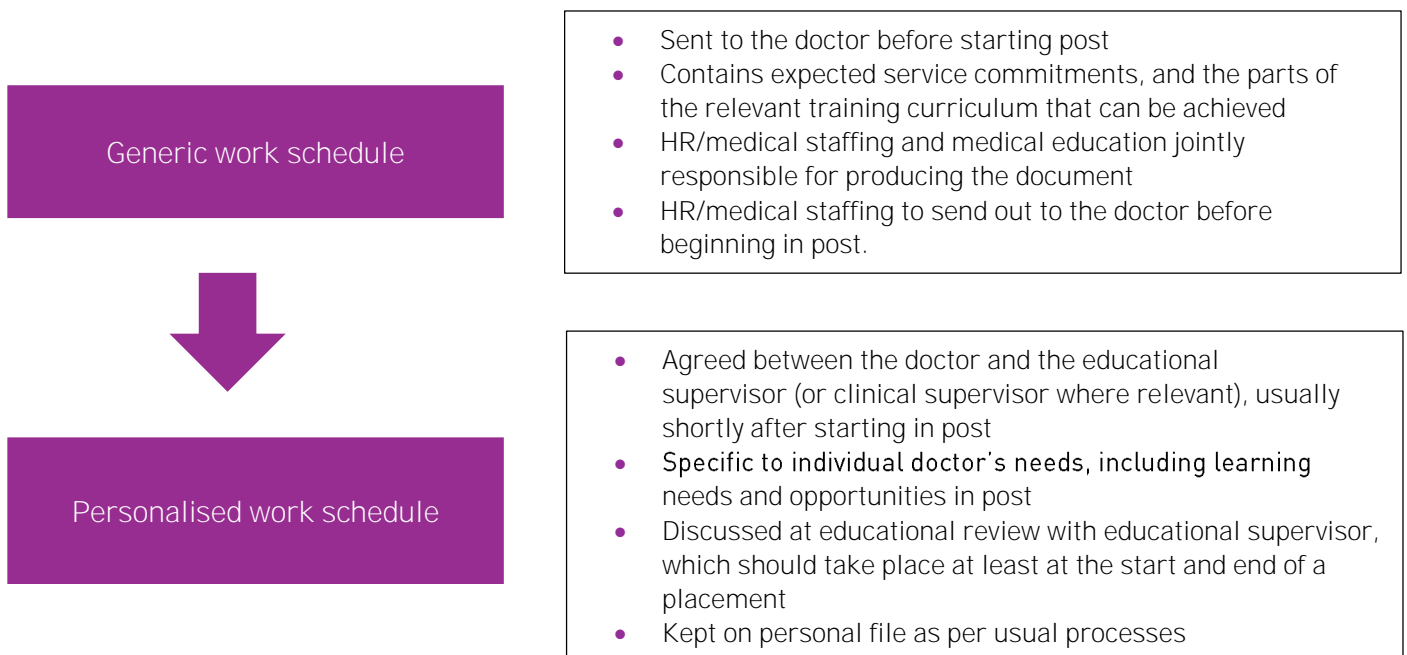 Generic work schedule
• Sent to the doctor before starting post
• Contains expected service commitments, and the parts of
the relevant training curriculum that can be achieved
• HR/medical staffing and medical education jointly
responsible for producing the document
• HR/medical staffing to send out to the doctor before
beginning in post.
Personalised work schedule
• Agreed between the doctor and the educational
supervisor (or clinical supervisor where relevant), usually
shortly after starting in post
• Specific to individual doctor’s needs, including learning
needs and opportunities in post
• Discussed at educational review with educational supervisor,
which should take place at least at the start and end of a
placement
• Kept on personal file as per usual processes